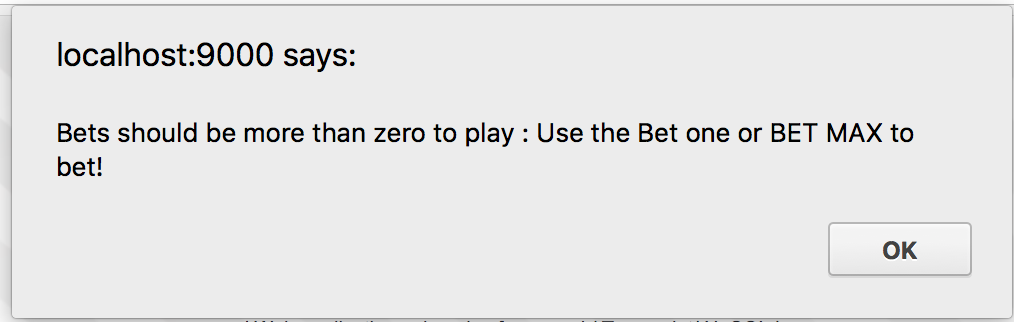 localhost:9000 says:
Bets should be more than zero to play : Use the Bet one or BET MAX to
bet!
OK